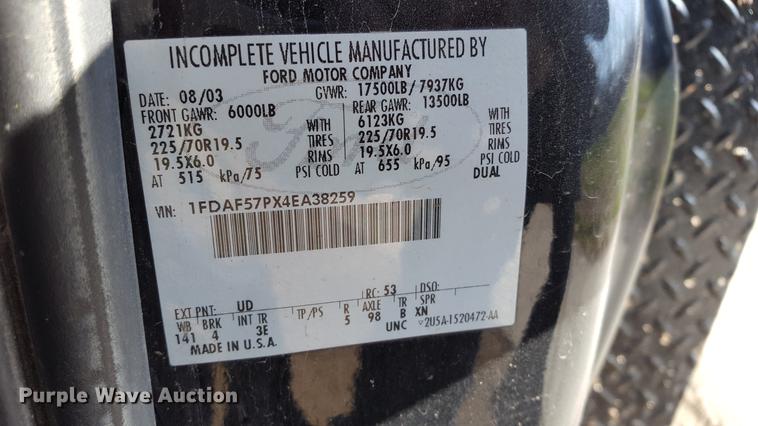 INCOMPLETE VEHICLE MANUFACTURED BY
FORD MOTOR COMPANY
DATE: 08/03 GVWR: 17500LB/ 7937KG
FRONT GAWR: 6000LB REAR GAWR: 13500LB
2721KG WITH 6123KG WITH
225/70R19.5 TIRES 225/70R19.5 TIRES
19.5X6.0 RIMS 19.5X6.0 RIMS
AT 515 kPa/75 PSI COLD AT 655 kPa/95 PSI COLD
DUAL
Ford
VIN: 1FDAF57PX4EA38259
EXT PNT: UD RC: 53 DSO:
WB BRK INT TR TP/PS R AXLE TR SPR
141 4 3E 5 98 B XN
MADE IN U.S.A. UNC 2U5A-1520472-AA
Purple Wave Auction